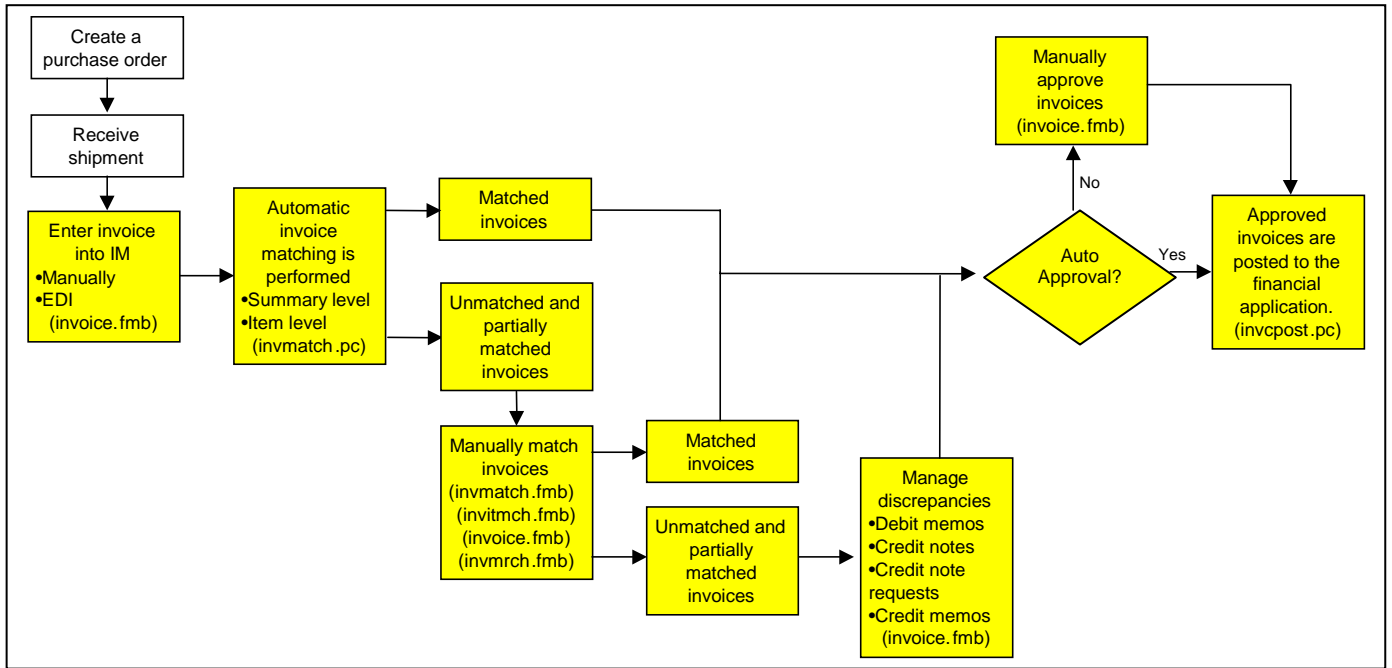 Create a
purchase order
Receive
shipment
Enter invoice
into IM
•Manually
•EDI
(invoice.fmb)
Automatic
invoice
matching is
performed
•Summary level
•Item level
(invmatch.pc)
Matched
invoices
Unmatched and
partially
matched
invoices
Manually match
invoices
(invmatch.fmb)
(invitmch.fmb)
(invoice.fmb)
(invmrch.fmb)
Matched
invoices
Unmatched and
partially
matched
invoices
Manage
discrepancies
•Debit memos
•Credit notes
•Credit note
requests
•Credit memos
(invoice.fmb)
Auto
Approval?
No
Yes
Manually
approve
invoices
(invoice.fmb)
Approved
invoices are
posted to the
financial
application.
(invcpost.pc)